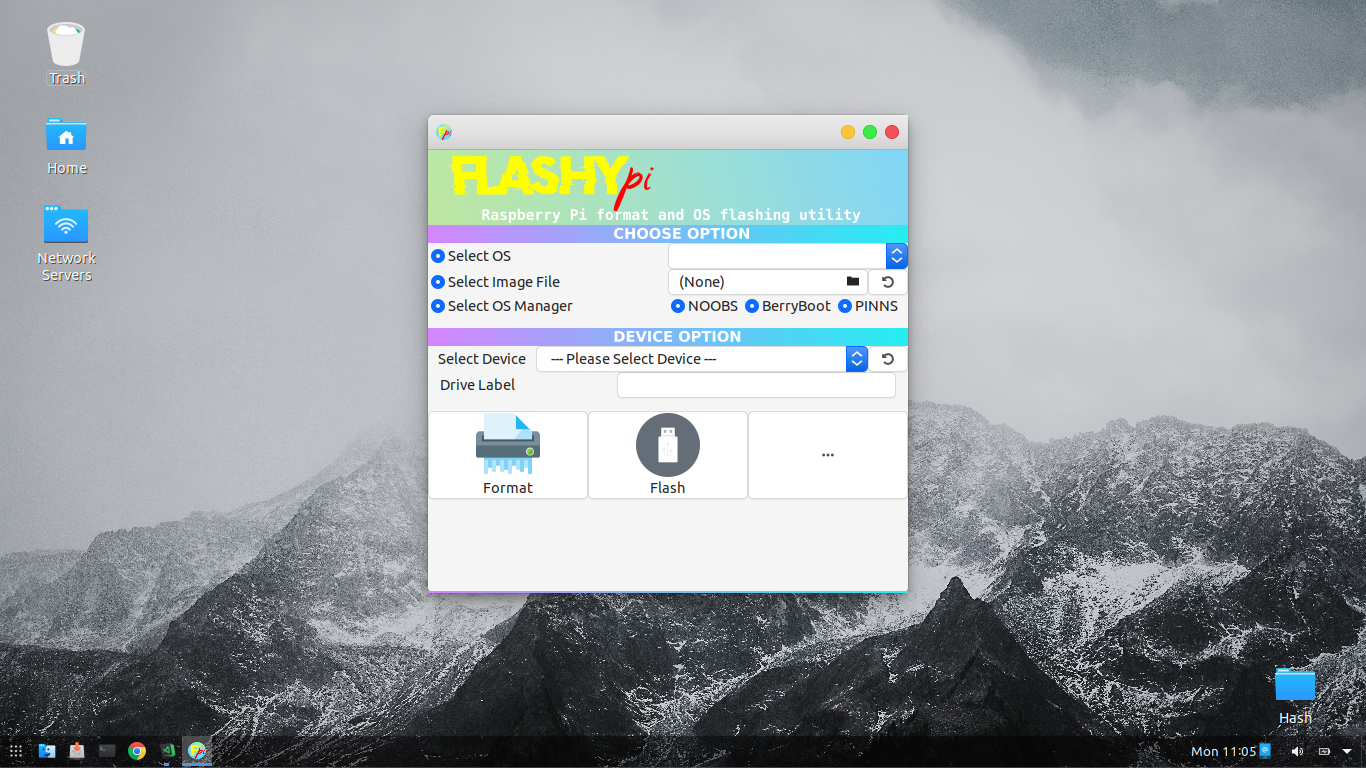 Trash
Home
Network
Servers
FLASHYpi
Raspberry Pi format and OS flashing utility
CHOOSE OPTION
Select OS
Select Image File (None)
Select OS Manager NOOBS BerryBoot PINNS
DEVICE OPTION
Select Device --- Please Select Device ---
Drive Label
Format Flash ...
Hash
Mon 11:05